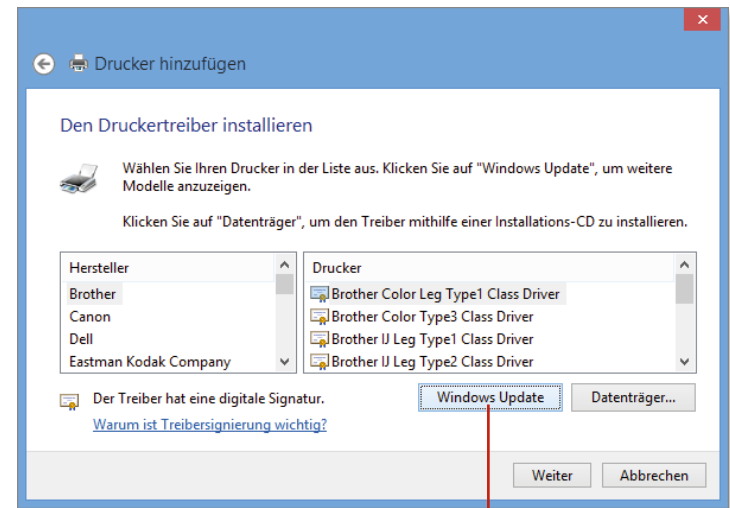 Drucker hinzufügen
Den Druckertreiber installieren
Wählen Sie Ihren Drucker in der Liste aus. Klicken Sie auf "Windows Update", um weitere
Modelle anzuzeigen.
Klicken Sie auf "Datenträger", um den Treiber mithilfe einer Installations-CD zu installieren.
Hersteller
Brother
Canon
Dell
Eastman Kodak Company
Drucker
Brother Color Leg Type1 Class Driver
Brother Color Type3 Class Driver
Brother IJ Leg Type1 Class Driver
Brother IJ Leg Type2 Class Driver
Der Treiber hat eine digitale Signatur.
Warum ist Treibersignierung wichtig?
Windows Update
Datenträger...
Weiter
Abbrechen